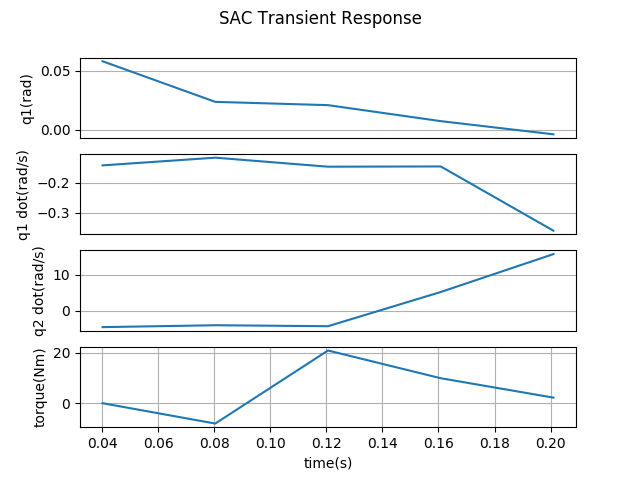 SAC Transient Response
q1(rad)
0.05
0.00
q1 dot(rad/s)
−0.2
−0.3
q2 dot(rad/s)
10
0
torque(Nm)
20
0
0.04 0.06 0.08 0.10 0.12 0.14 0.16 0.18 0.20
time(s)